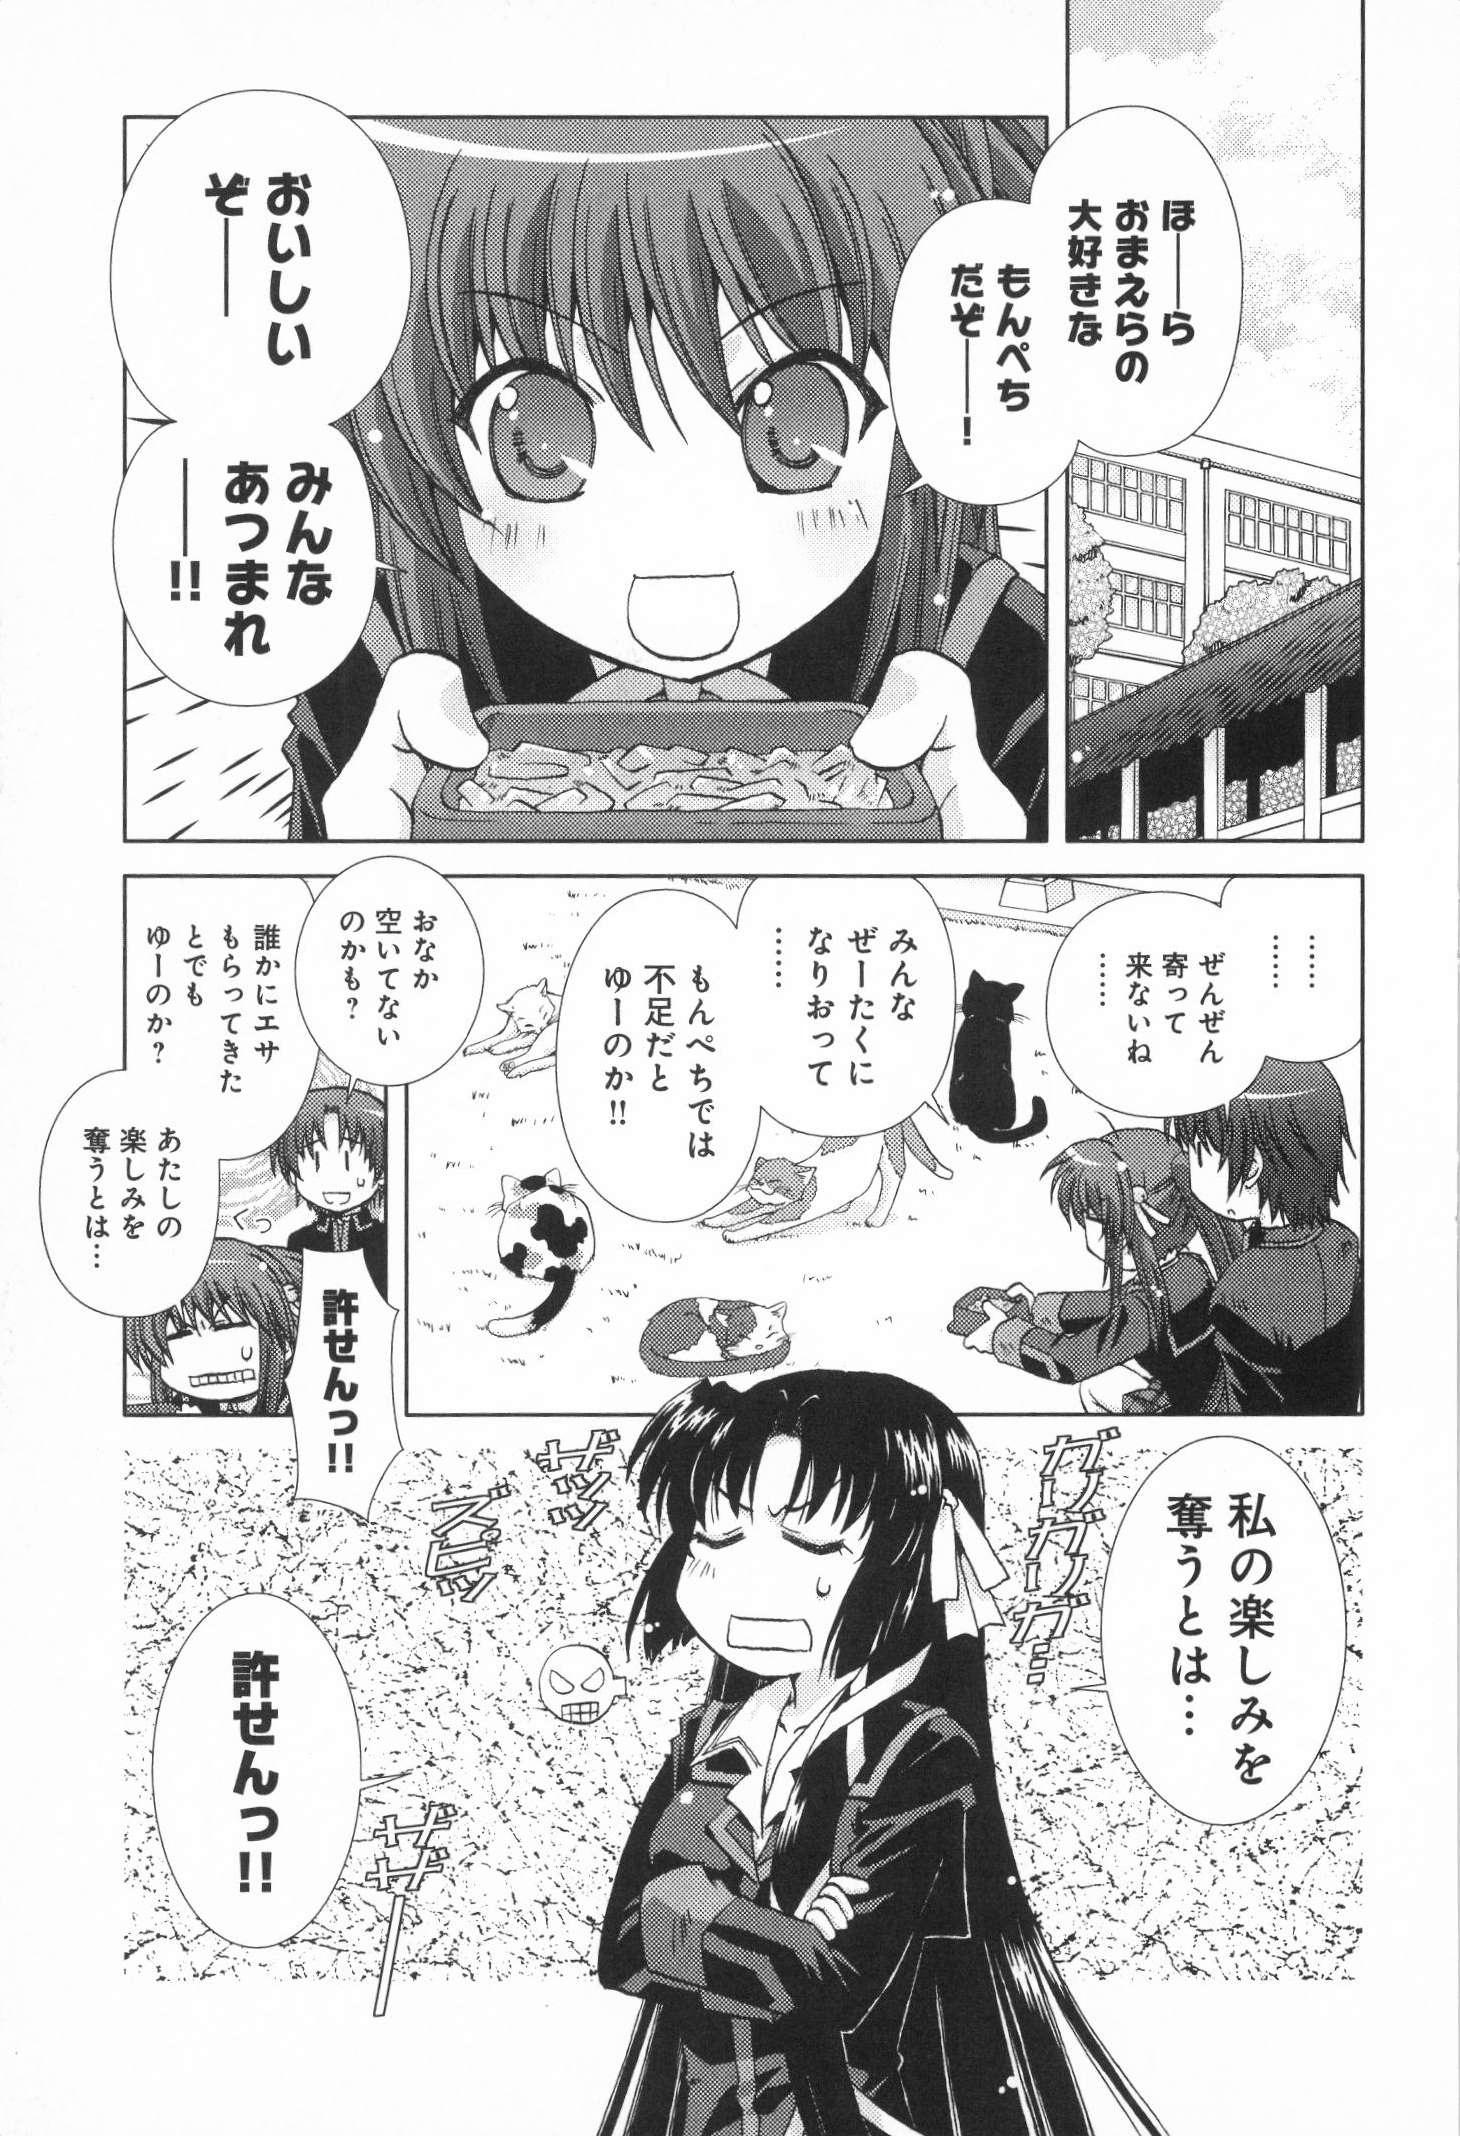 ほーら
おまえらの
大好きな
もんぺち
だぞー！
おいしい
ぞー
みんな
あつまれ
ー！！
……
……
ぜんぜん
寄って
来ないね
……
みんな
ぜーたくに
なりおって
……
もんぺちでは
不足だと
ゆーのか！！
おなか
空いてない
のかも？
誰かにエサ
もらってきた
とでも
ゆーのか？
あたしの
楽しみを
奪うとは…
くっ
許せんっ！！
私の楽しみを
奪うとは…
ガーガーガー…
ザッザッ
ズピッ
許せんっ！！
ザザザー